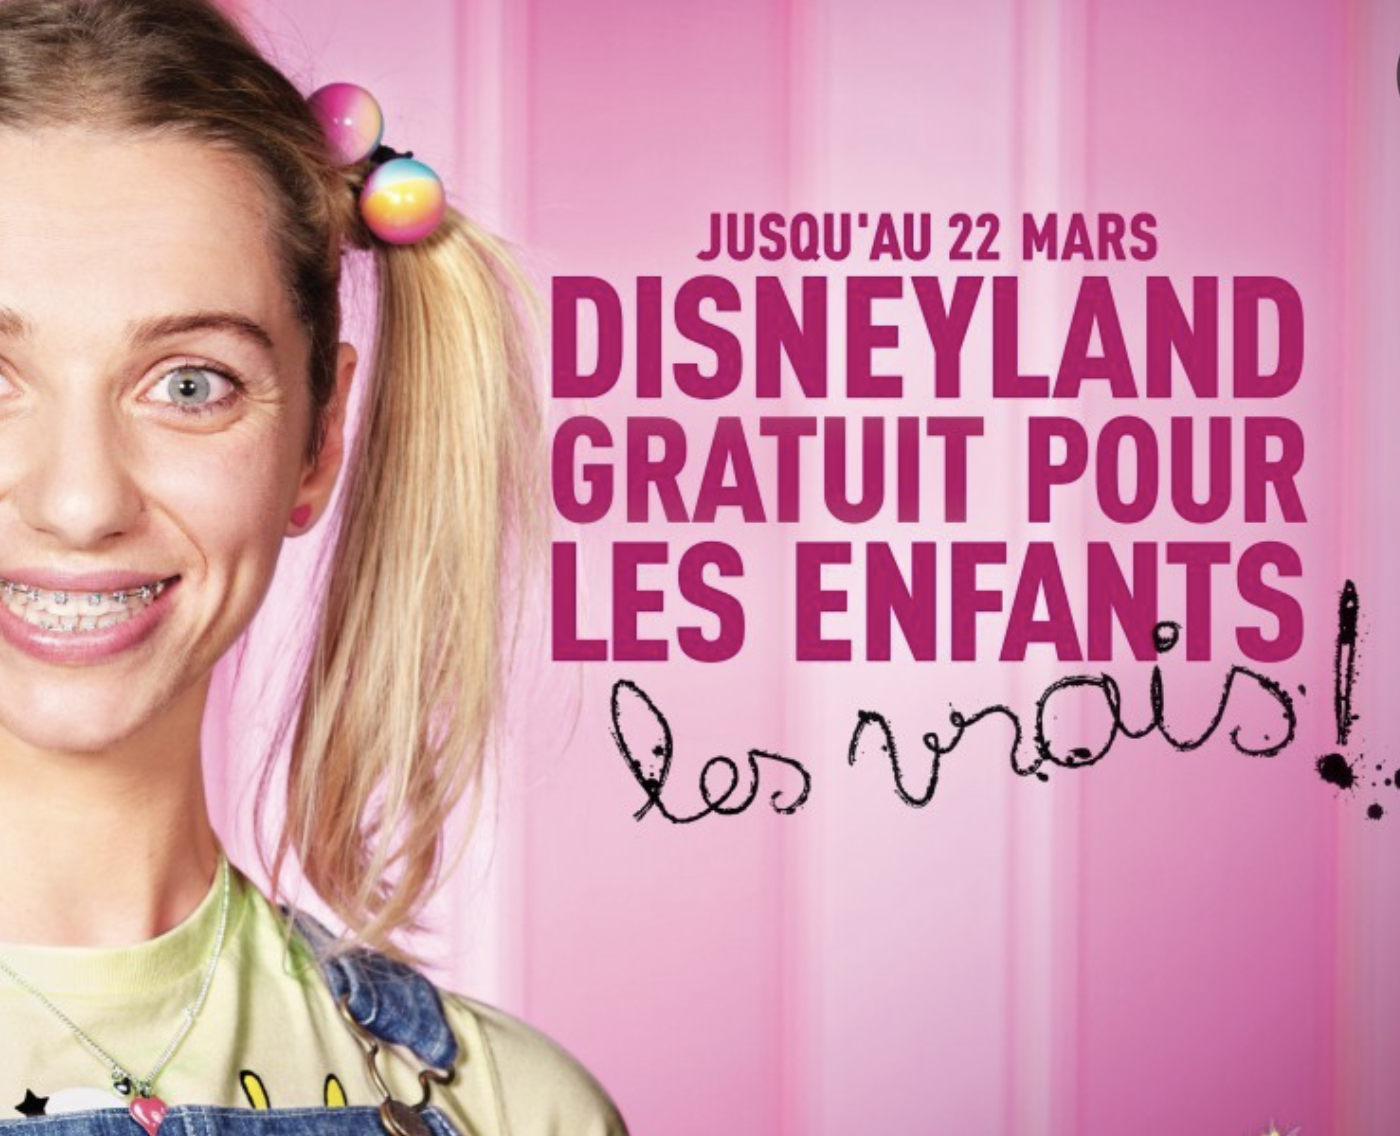 JUSQU'AU 22 MARS
DISNEYLAND
GRATUIT POUR
LES ENFANTS
les vrais!